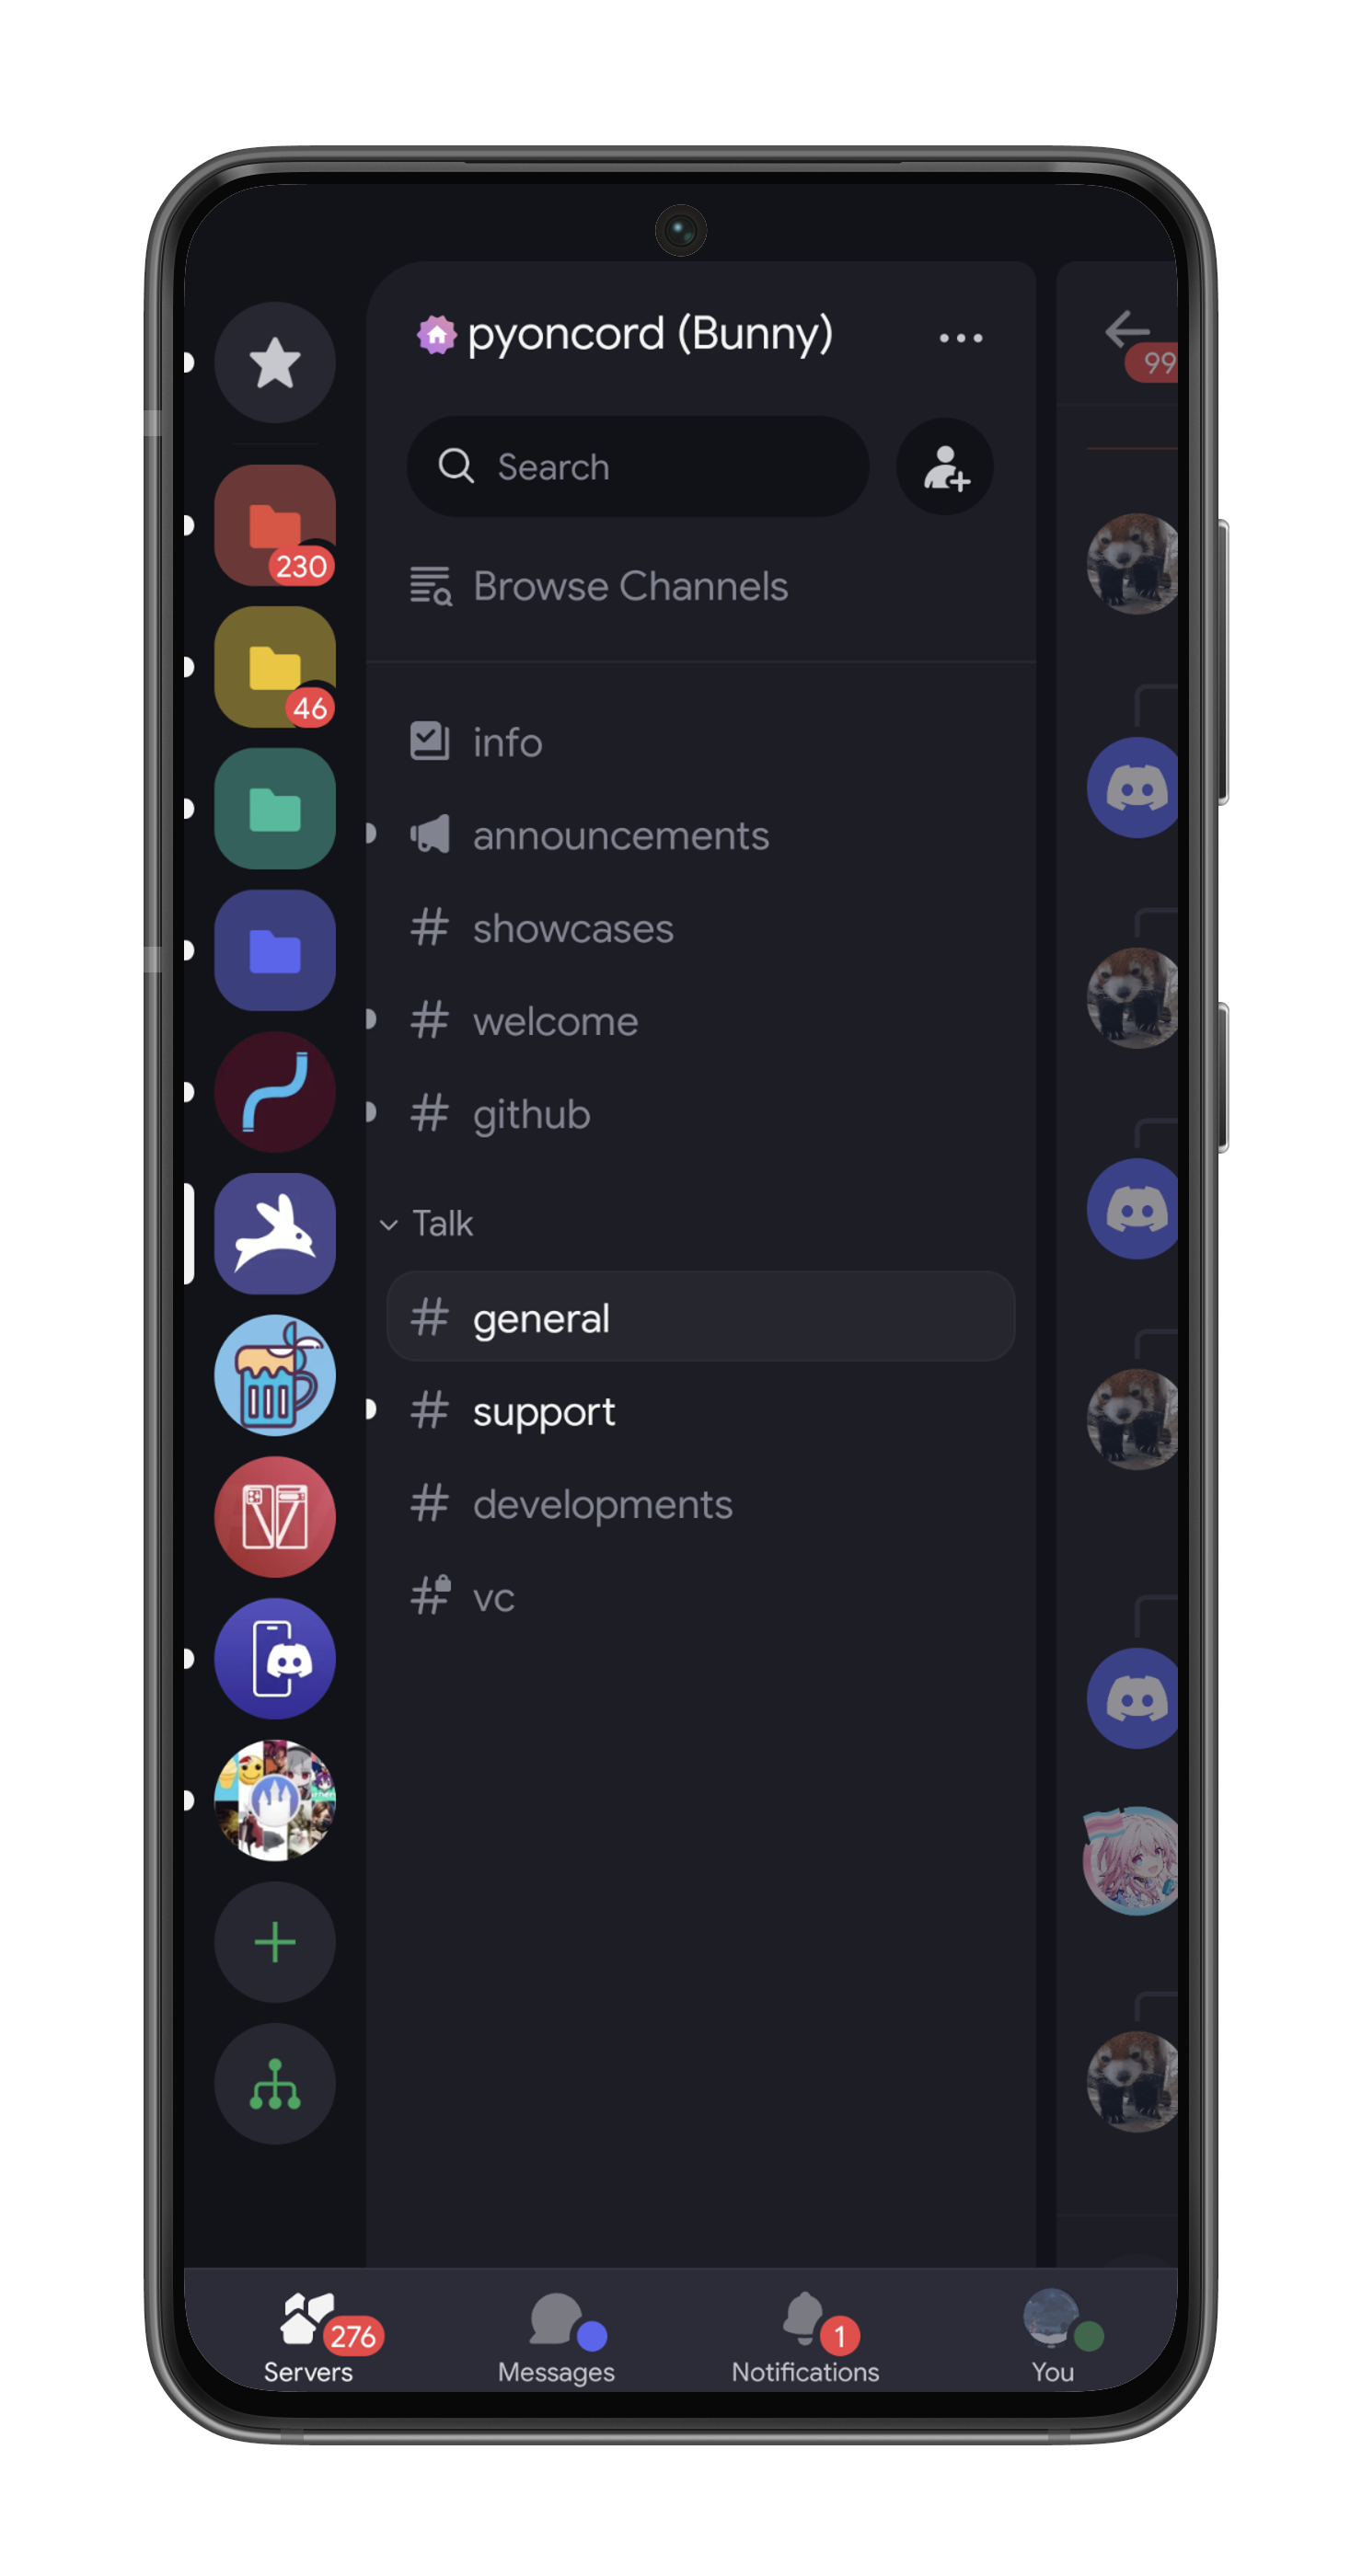 pyoncord (Bunny)
99
Search
Browse Channels
230
46
info
announcements
showcases
welcome
github
Talk
general
support
developments
vc
276
1
Servers
Messages
Notifications
You